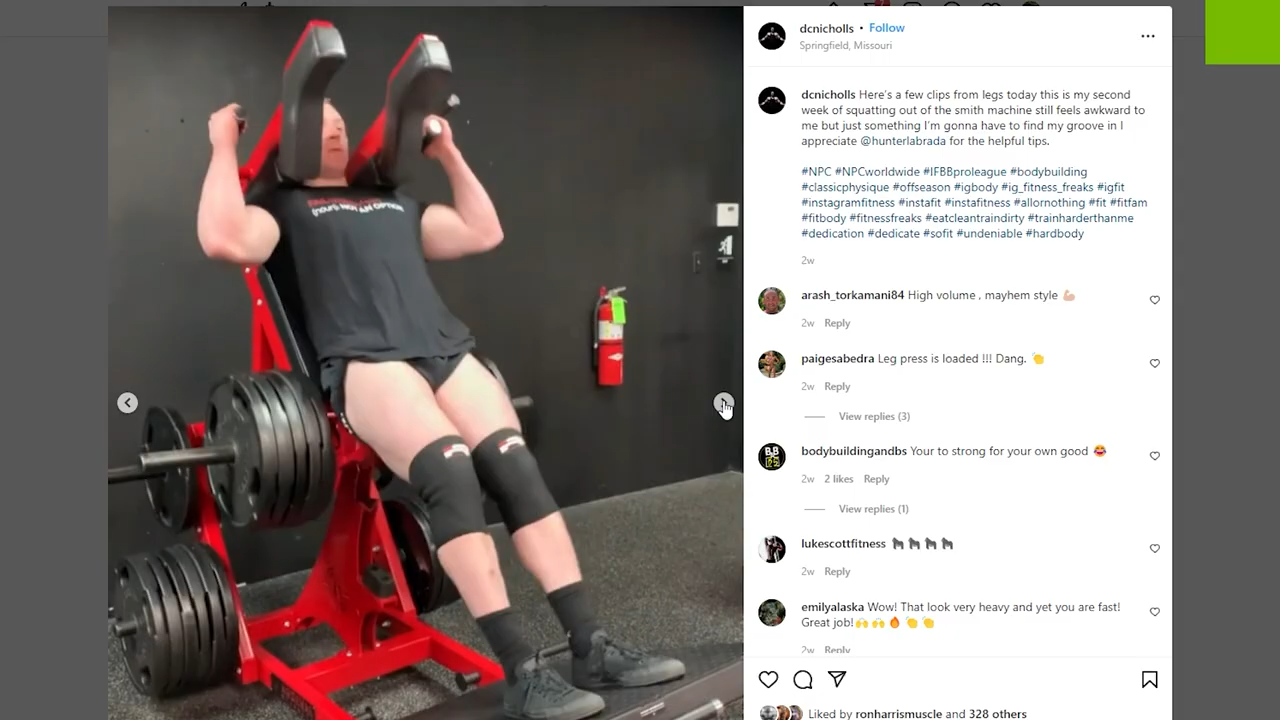 dcnicholls • Follow
Springfield, Missouri
dcnicholls Here's a few clips from legs today this is my second
week of squatting out of the smith machine still feels awkward to
me but just something I'm gonna have to find my groove in I
appreciate @hunterlabrada for the helpful tips.
#NPC #NPCworldwide #IFBBproleague #bodybuilding
#classicphysique #offseason #igbody #ig_fitness_freaks #igfit
#instagramfitness #instafit #instafitness #allornothing #fit #fitfam
#fitbody #fitnessfreaks #eatcleantraindirty #trainharderthanme
#dedication #dedicate #sofit #undeniable #hardbody
2w
arash_torkamani84 High volume , mayhem style 💪🏼
2w Reply
paigesabedra Leg press is loaded !!! Dang. 👏
2w Reply
View replies (3)
bodybuildingandbs Your to strong for your own good 😂
2w 2 likes Reply
View replies (1)
lukescottfitness 🦍🦍🦍🦍
2w Reply
emilyalaska Wow! That look very heavy and yet you are fast!
Great job!🙌🙌🔥👏👏
2w Reply
Liked by ronharrismuscle and 328 others